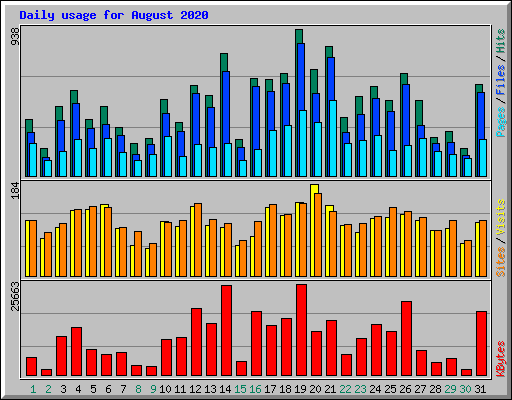 Daily usage for August 2020
938
Pages / Files / Hits
184
Sites / Visits
25663
KBytes
1 2 3 4 5 6 7 8 9 10 11 12 13 14 15 16 17 18 19 20 21 22 23 24 25 26 27 28 29 30 31